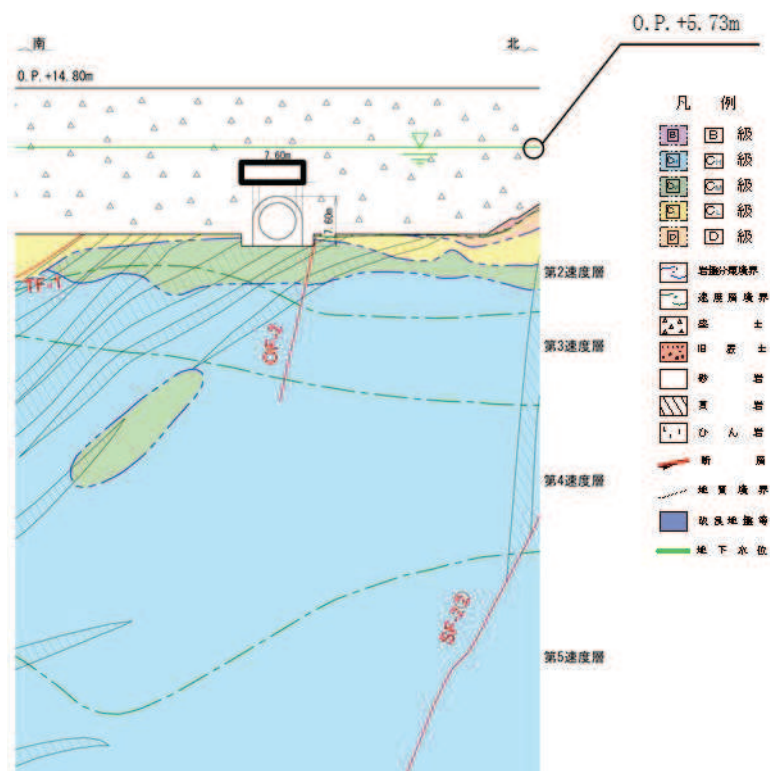 O.P.+5.73m
南
北
O.P.+14.80m
7.60m
7.60m
TF-1
OF-2
SF-2②
第2速度層
第3速度層
第4速度層
第5速度層
凡 例
B B 級
CH CH 級
CM CM 級
CL CL 級
D D 級
岩盤分類境界
速度層境界
盛 土
旧 表 土
砂 岩
頁 岩
ひ ん 岩
断 層
地 質 境 界
改 良 地 盤 等
地 下 水 位